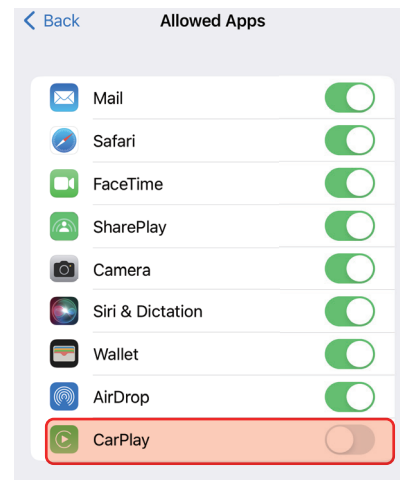 Back Allowed Apps
Mail
Safari
FaceTime
SharePlay
Camera
Siri & Dictation
Wallet
AirDrop
CarPlay